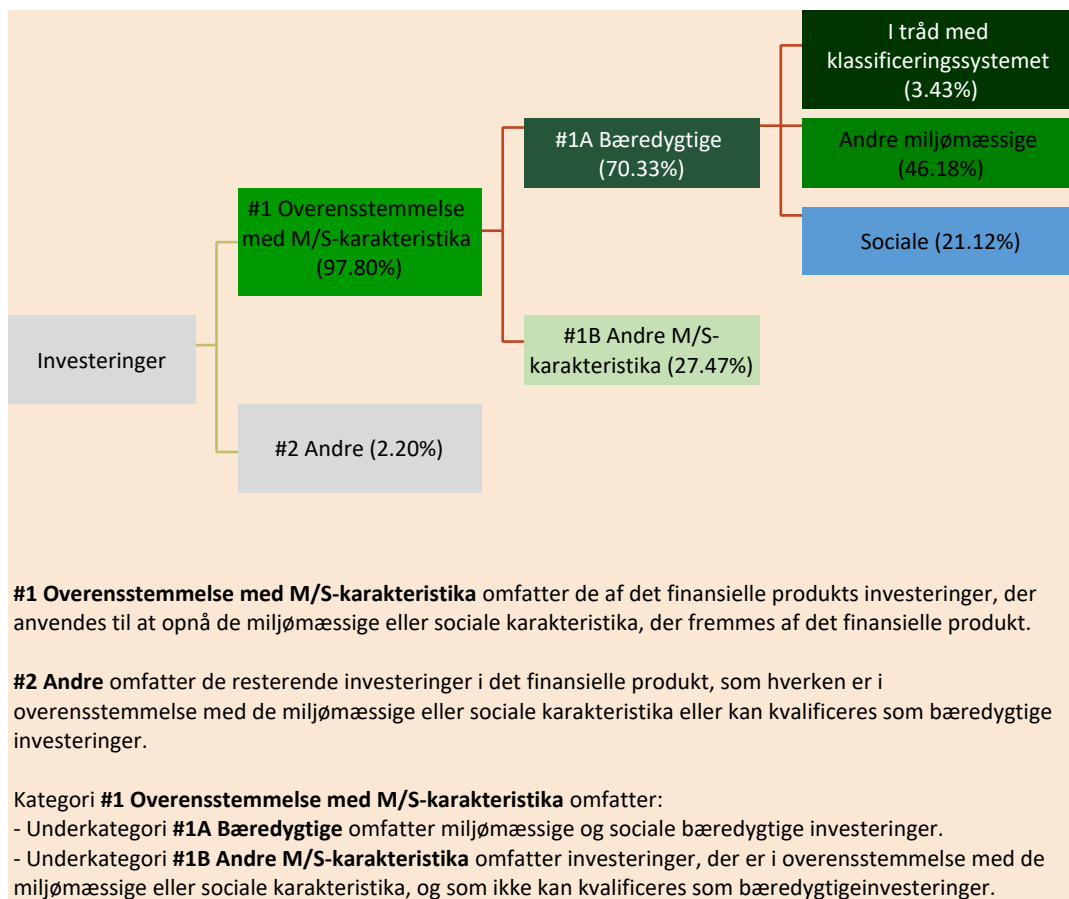 I tråd med
klassificeringssystemet
(3.43%)
#1A Bæredygtige
(70.33%)
Andre miljømæssige
(46.18%)
#1 Overensstemmelse
med M/S-karakteristika
(97.80%)
Sociale (21.12%)
Investeringer
#1B Andre M/S-
karakteristika (27.47%)
#2 Andre (2.20%)
#1 Overensstemmelse med M/S-karakteristika omfatter de af det finansielle produkts investeringer, der
anvendes til at opnå de miljømæssige eller sociale karakteristika, der fremmes af det finansielle produkt.
#2 Andre omfatter de resterende investeringer i det finansielle produkt, som hverken er i
overensstemmelse med de miljømæssige eller sociale karakteristika eller kan kvalificeres som bæredygtige
investeringer.
Kategori #1 Overensstemmelse med M/S-karakteristika omfatter:
- Underkategori #1A Bæredygtige omfatter miljømæssige og sociale bæredygtige investeringer.
- Underkategori #1B Andre M/S-karakteristika omfatter investeringer, der er i overensstemmelse med de
miljømæssige eller sociale karakteristika, og som ikke kan kvalificeres som bæredygtigeinvesteringer.